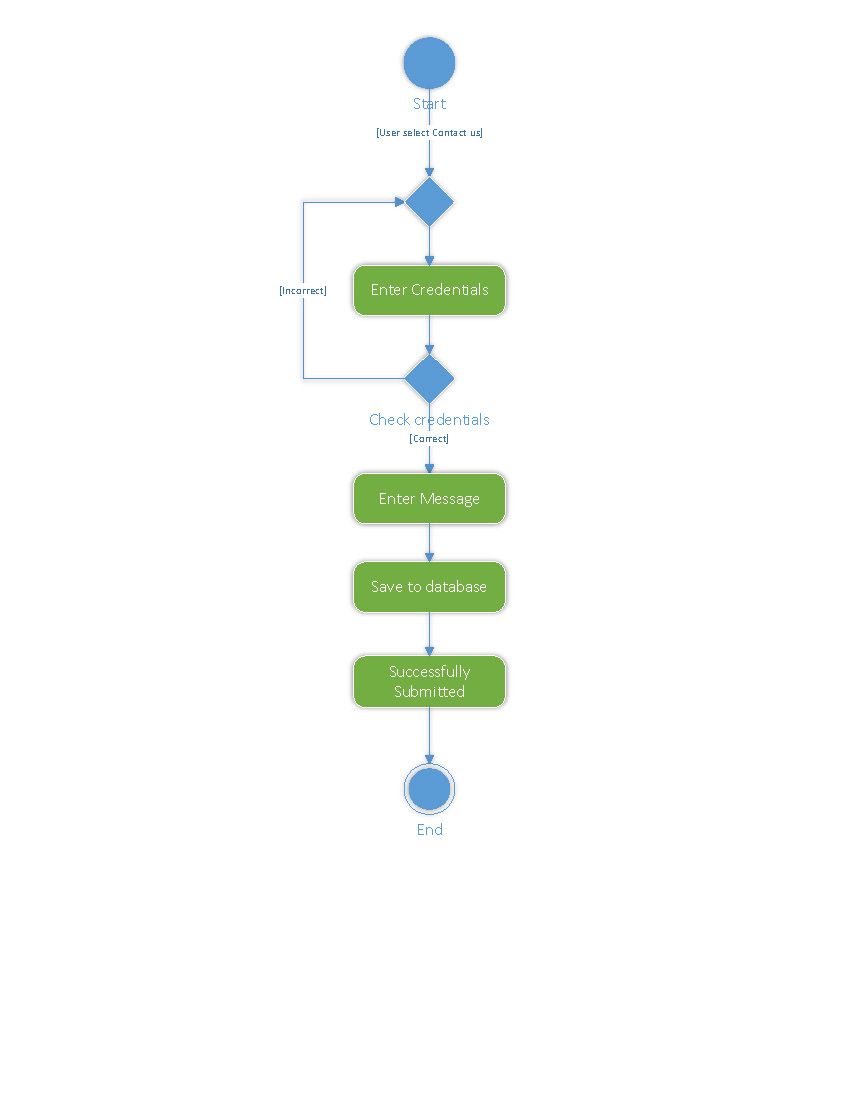 Start
[User select Contact us]
Enter Credentials
[Incorrect]
Check credentials
[Correct]
Enter Message
Save to database
Successfully
Submitted
End